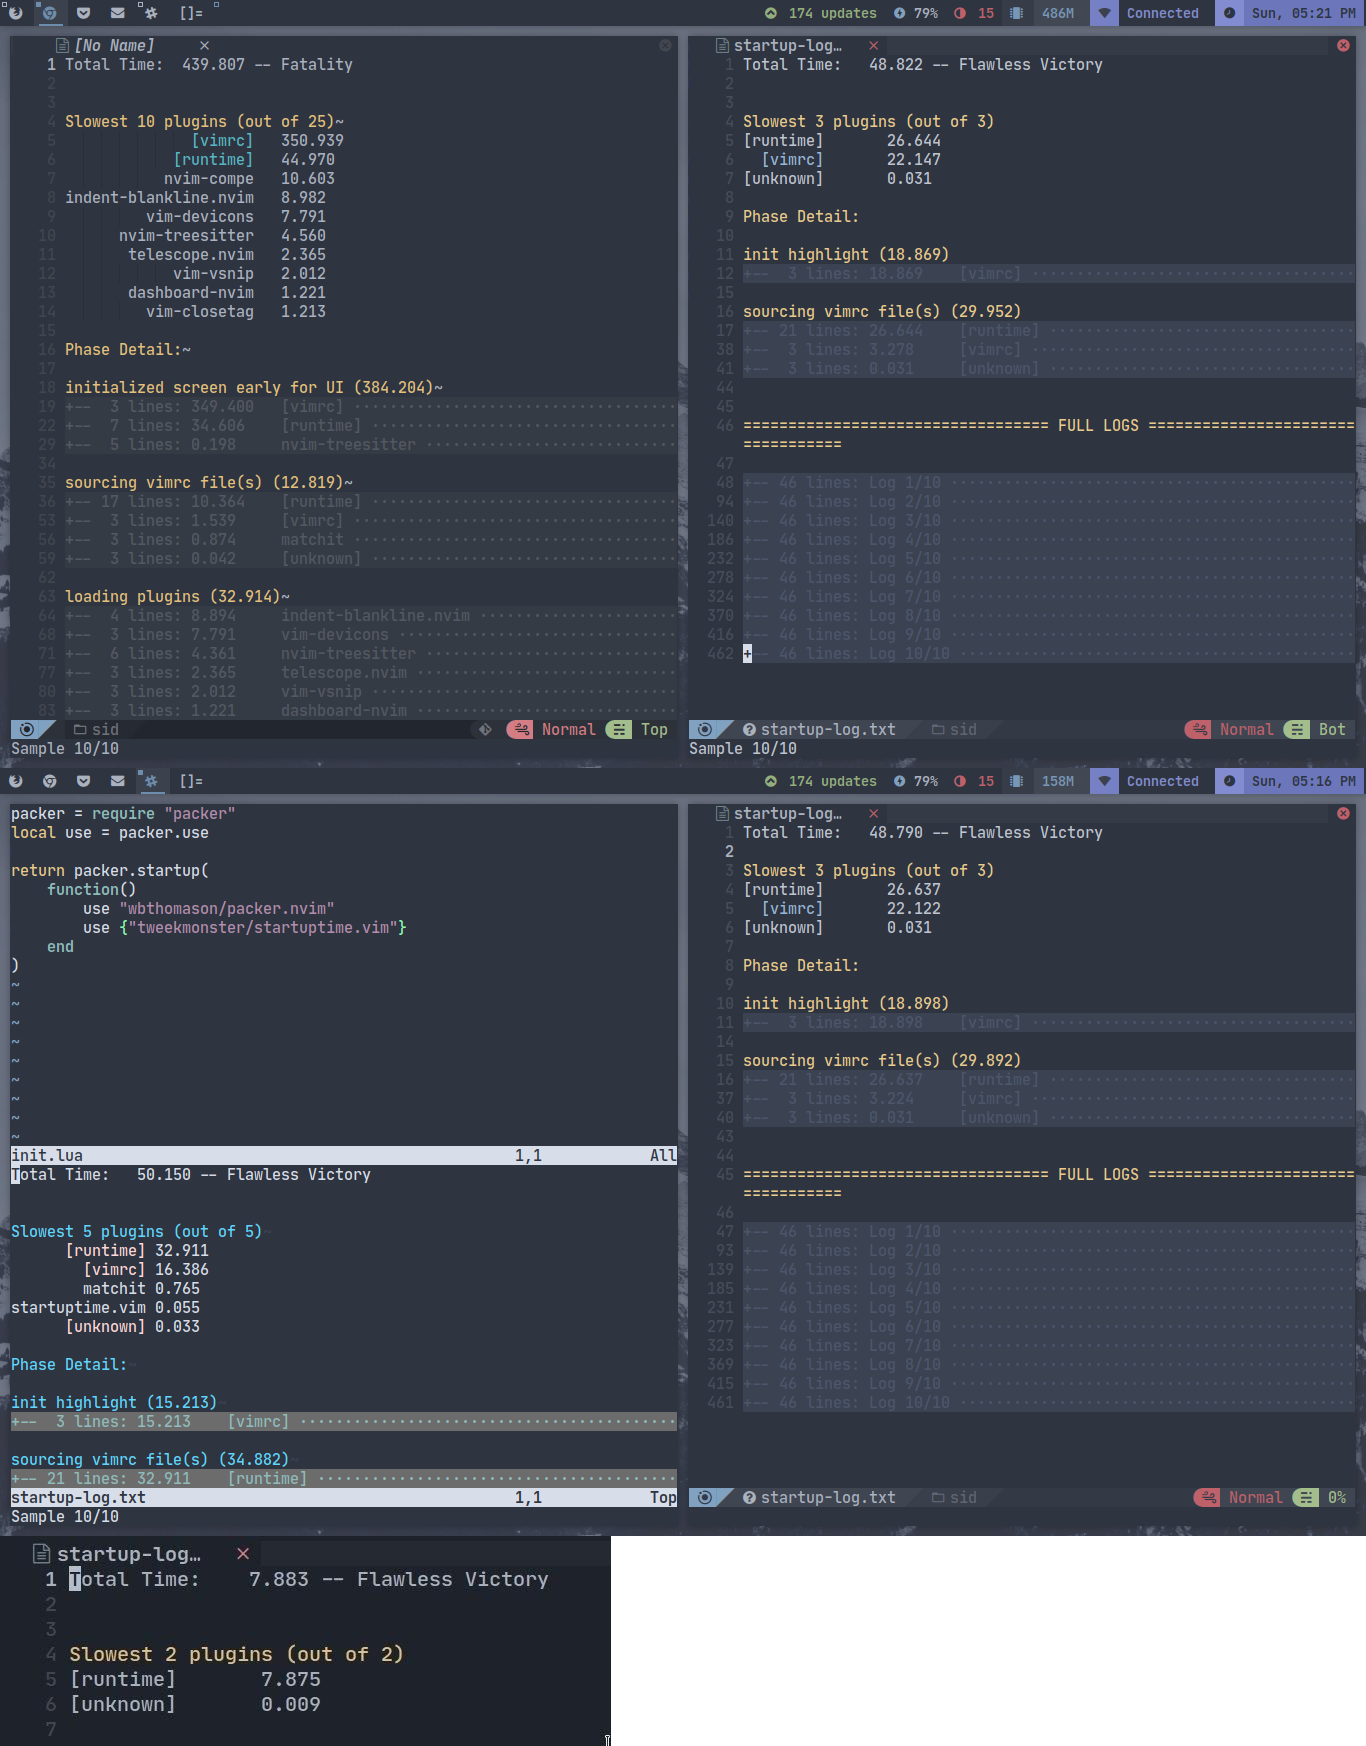 []= 174 updates 79% 15 486M Connected Sun, 05:21 PM
[No Name] ×
1 Total Time: 439.807 -- Fatality
2
3
4 Slowest 10 plugins (out of 25)~
5 [vimrc] 350.939
6 [runtime] 44.970
7 nvim-compe 10.603
8 indent-blankline.nvim 8.982
9 vim-devicons 7.791
10 nvim-treesitter 4.560
11 telescope.nvim 2.365
12 vim-vsnip 2.012
13 dashboard-nvim 1.221
14 vim-closetag 1.213
15
16 Phase Detail:~
17
18 initialized screen early for UI (384.204)~
19 +-- 3 lines: 349.400 [vimrc] ··································
22 +-- 7 lines: 34.606 [runtime] ································
29 +-- 5 lines: 0.198 nvim-treesitter ···························
34
35 sourcing vimrc file(s) (12.819)~
36 +-- 17 lines: 10.364 [runtime] ································
53 +-- 3 lines: 1.539 [vimrc] ··································
56 +-- 3 lines: 0.874 matchit ··································
59 +-- 3 lines: 0.042 [unknown] ································
62
63 loading plugins (32.914)~
64 +-- 4 lines: 8.894 indent-blankline.nvim ·····················
68 +-- 3 lines: 7.791 vim-devicons ······························
71 +-- 6 lines: 4.361 nvim-treesitter ···························
77 +-- 3 lines: 2.365 telescope.nvim ····························
80 +-- 3 lines: 2.012 vim-vsnip ·································
83 +-- 3 lines: 1.221 dashboard-nvim ····························
sid Normal Top
Sample 10/10
startup-log… ×
1 Total Time: 48.822 -- Flawless Victory
2
3
4 Slowest 3 plugins (out of 3)
5 [runtime] 26.644
6 [vimrc] 22.147
7 [unknown] 0.031
8
9 Phase Detail:
10
11 init highlight (18.869)
12 +-- 3 lines: 18.869 [vimrc] ····································
15
16 sourcing vimrc file(s) (29.952)
17 +-- 21 lines: 26.644 [runtime] ··································
38 +-- 3 lines: 3.278 [vimrc] ····································
41 +-- 3 lines: 0.031 [unknown] ··································
44
45
46 ================================== FULL LOGS =======================
===========
47
48 +-- 46 lines: Log 1/10 ·············································
94 +-- 46 lines: Log 2/10 ·············································
140 +-- 46 lines: Log 3/10 ·············································
186 +-- 46 lines: Log 4/10 ·············································
232 +-- 46 lines: Log 5/10 ·············································
278 +-- 46 lines: Log 6/10 ·············································
324 +-- 46 lines: Log 7/10 ·············································
370 +-- 46 lines: Log 8/10 ·············································
416 +-- 46 lines: Log 9/10 ·············································
462 +-- 46 lines: Log 10/10 ············································
startup-log.txt sid Normal Bot
Sample 10/10
[]= 174 updates 79% 15 158M Connected Sun, 05:16 PM
packer = require "packer"
local use = packer.use
return packer.startup(
function()
use "wbthomason/packer.nvim"
use {"tweekmonster/startuptime.vim"}
end
)
~
~
~
~
~
~
~
~
~
init.lua 1,1 All
Total Time: 50.150 -- Flawless Victory
Slowest 5 plugins (out of 5)
[runtime] 32.911
[vimrc] 16.386
matchit 0.765
startuptime.vim 0.055
[unknown] 0.033
Phase Detail:
init highlight (15.213)
+-- 3 lines: 15.213 [vimrc] ··········································
sourcing vimrc file(s) (34.882)
+-- 21 lines: 32.911 [runtime] ········································
startup-log.txt 1,1 Top
Sample 10/10
startup-log… ×
1 Total Time: 48.790 -- Flawless Victory
2
3 Slowest 3 plugins (out of 3)
4 [runtime] 26.637
5 [vimrc] 22.122
6 [unknown] 0.031
7
8 Phase Detail:
9
10 init highlight (18.898)
11 +-- 3 lines: 18.898 [vimrc] ····································
14
15 sourcing vimrc file(s) (29.892)
16 +-- 21 lines: 26.637 [runtime] ··································
37 +-- 3 lines: 3.224 [vimrc] ····································
40 +-- 3 lines: 0.031 [unknown] ··································
43
44
45 ================================== FULL LOGS =======================
===========
46
47 +-- 46 lines: Log 1/10 ·············································
93 +-- 46 lines: Log 2/10 ·············································
139 +-- 46 lines: Log 3/10 ·············································
185 +-- 46 lines: Log 4/10 ·············································
231 +-- 46 lines: Log 5/10 ·············································
277 +-- 46 lines: Log 6/10 ·············································
323 +-- 46 lines: Log 7/10 ·············································
369 +-- 46 lines: Log 8/10 ·············································
415 +-- 46 lines: Log 9/10 ·············································
461 +-- 46 lines: Log 10/10 ············································
startup-log.txt sid Normal 0%
startup-log… ×
1 Total Time: 7.883 -- Flawless Victory
2
3
4 Slowest 2 plugins (out of 2)
5 [runtime] 7.875
6 [unknown] 0.009
7